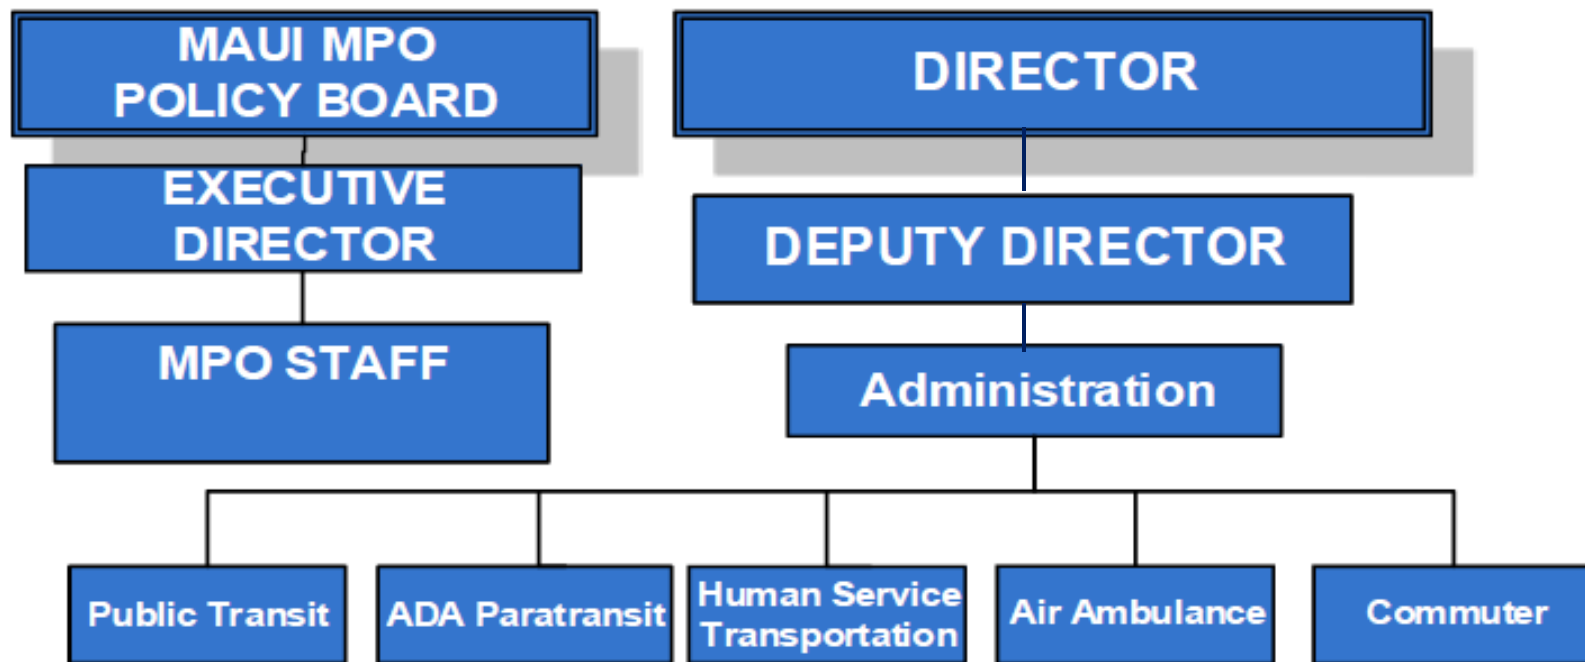 MAUI MPO
POLICY BOARD
DIRECTOR
EXECUTIVE
DIRECTOR
DEPUTY DIRECTOR
MPO STAFF
Administration
Public Transit
ADA Paratransit
Human Service
Transportation
Air Ambulance
Commuter